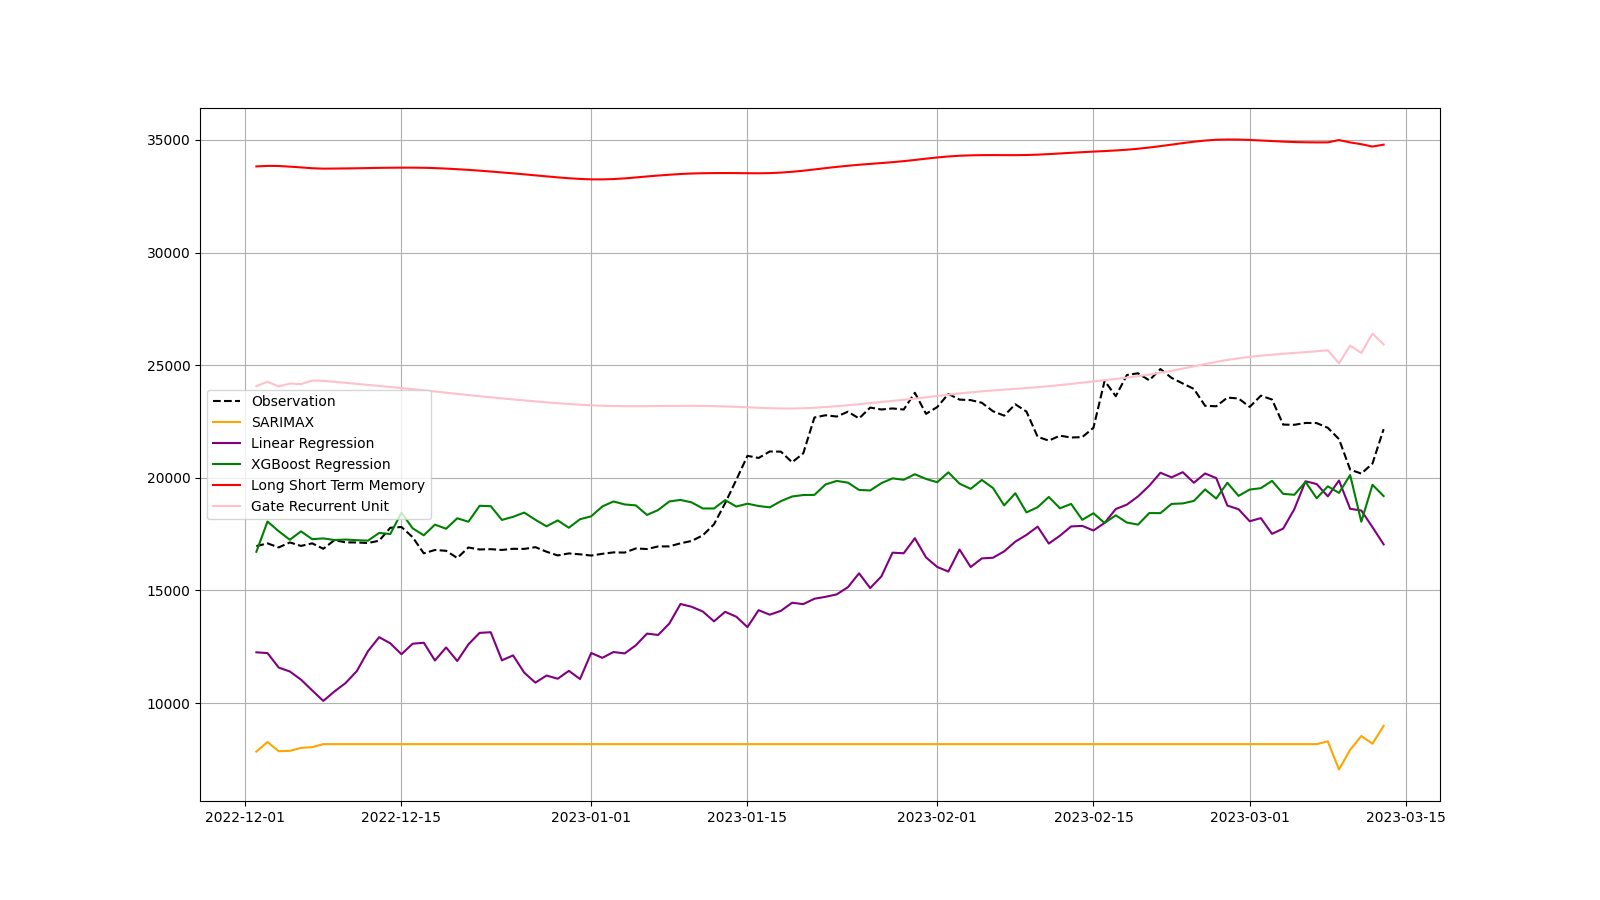 35000
30000
25000
20000
15000
10000
Observation
SARIMAX
Linear Regression
XGBoost Regression
Long Short Term Memory
Gate Recurrent Unit
2022-12-01 2022-12-15 2023-01-01 2023-01-15 2023-02-01 2023-02-15 2023-03-01 2023-03-15